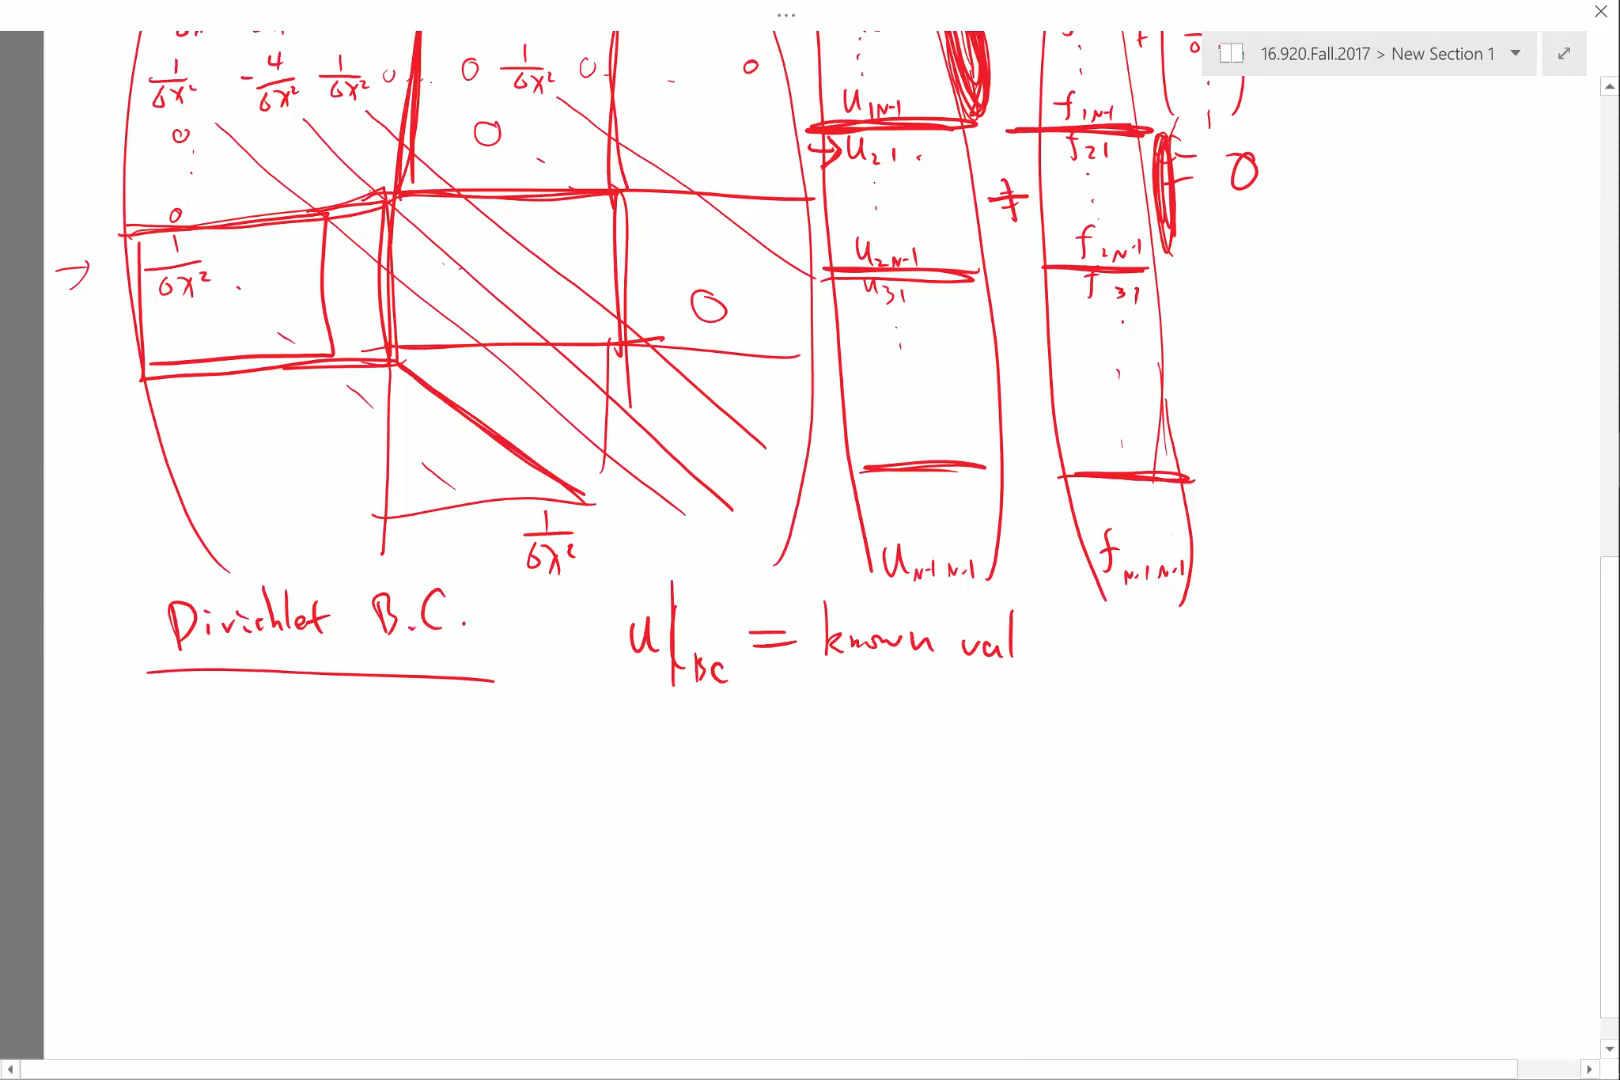 16.920.Fall.2017 > New Section 1
1/δx² -4/δx² 1/δx² 0 .. 0 1/δx² 0 . . 0
0
0
0
1/δx²
0
1/δx²
u1N-1
u21
u2N-1
u31
uN-1 N-1
≠
f1N-1
f21
f2N-1
f31
fN-1 N-1
0
Dirichlet B.C.
u|BC = known val